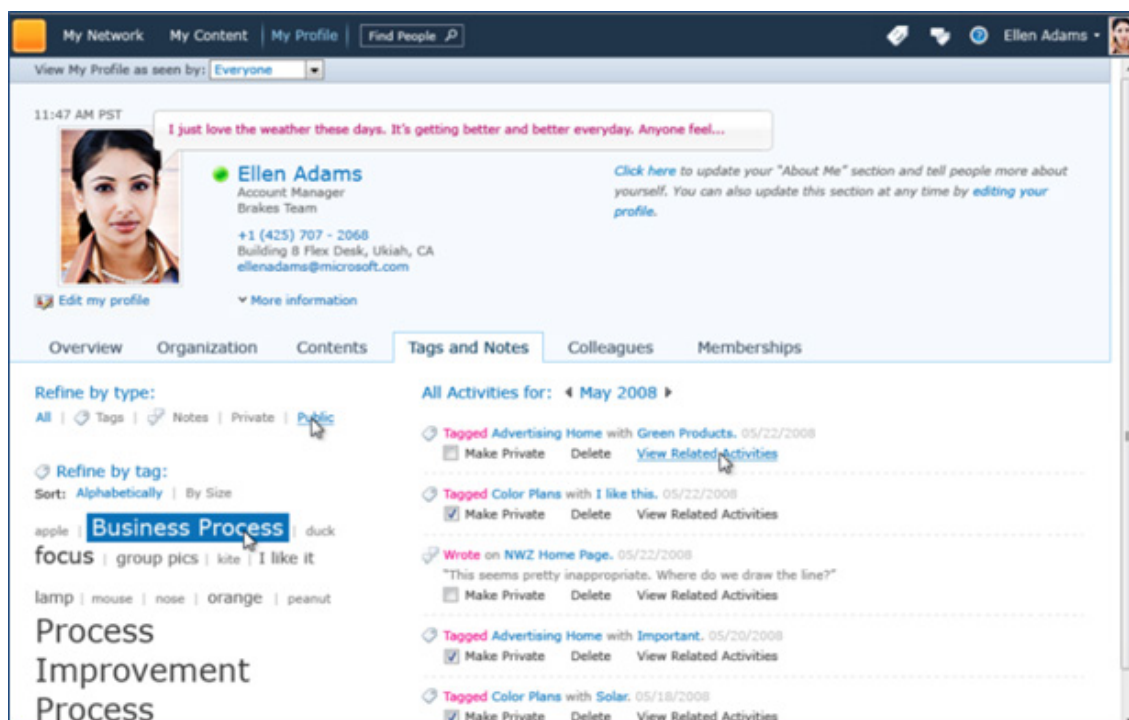 My Network My Content | My Profile | Find People
Ellen Adams
View My Profile as seen by: Everyone
11:47 AM PST
I just love the weather these days. It's getting better and better everyday. Anyone feel...
Ellen Adams
Account Manager
Brakes Team
+1 (425) 707 - 2068
Building 8 Flex Desk, Ukiah, CA
ellenadams@microsoft.com
Click here to update your "About Me" section and tell people more about
yourself. You can also update this section at any time by editing your
profile.
Edit my profile
More information
Overview Organization Contents Tags and Notes Colleagues Memberships
Refine by type:
All | Tags | Notes | Private | Public
Refine by tag:
Sort: Alphabetically | By Size
apple | Business Process | duck
focus | group pics | kite | I like it
lamp | mouse | nose | orange | peanut
Process
Improvement
Process
All Activities for: May 2008
Tagged Advertising Home with Green Products. 05/22/2008
Make Private Delete View Related Activities
Tagged Color Plans with I like this. 05/22/2008
Make Private Delete View Related Activities
Wrote on NWZ Home Page. 05/22/2008
"This seems pretty inappropriate. Where do we draw the line?"
Make Private Delete View Related Activities
Tagged Advertising Home with Important. 05/20/2008
Make Private Delete View Related Activities
Tagged Color Plans with Solar. 05/18/2008
Make Private Delete View Related Activities